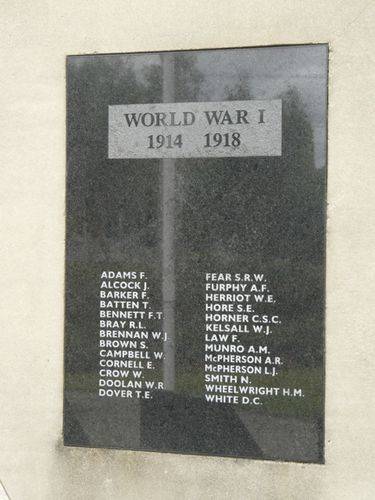 WORLD WAR I
1914 1918
ADAMS F.
ALCOCK J.
BARKER F.
BATTEN T.
BENNETT F.T.
BRAY R.L.
BRENNAN W.J
BROWN S.
CAMPBELL W.
CORNELL E.
CROW W.
DOOLAN W.R
DOVER T.E.
FEAR S.R.W.
FURPHY A.F.
HERRIOT W.E.
HORE S.E.
HORNER C.S.C.
KELSALL W.J.
LAW F.
MUNRO A.M.
McPHERSON A.R.
McPHERSON L.J.
SMITH N.
WHEELWRIGHT H.M.
WHITE D.C.